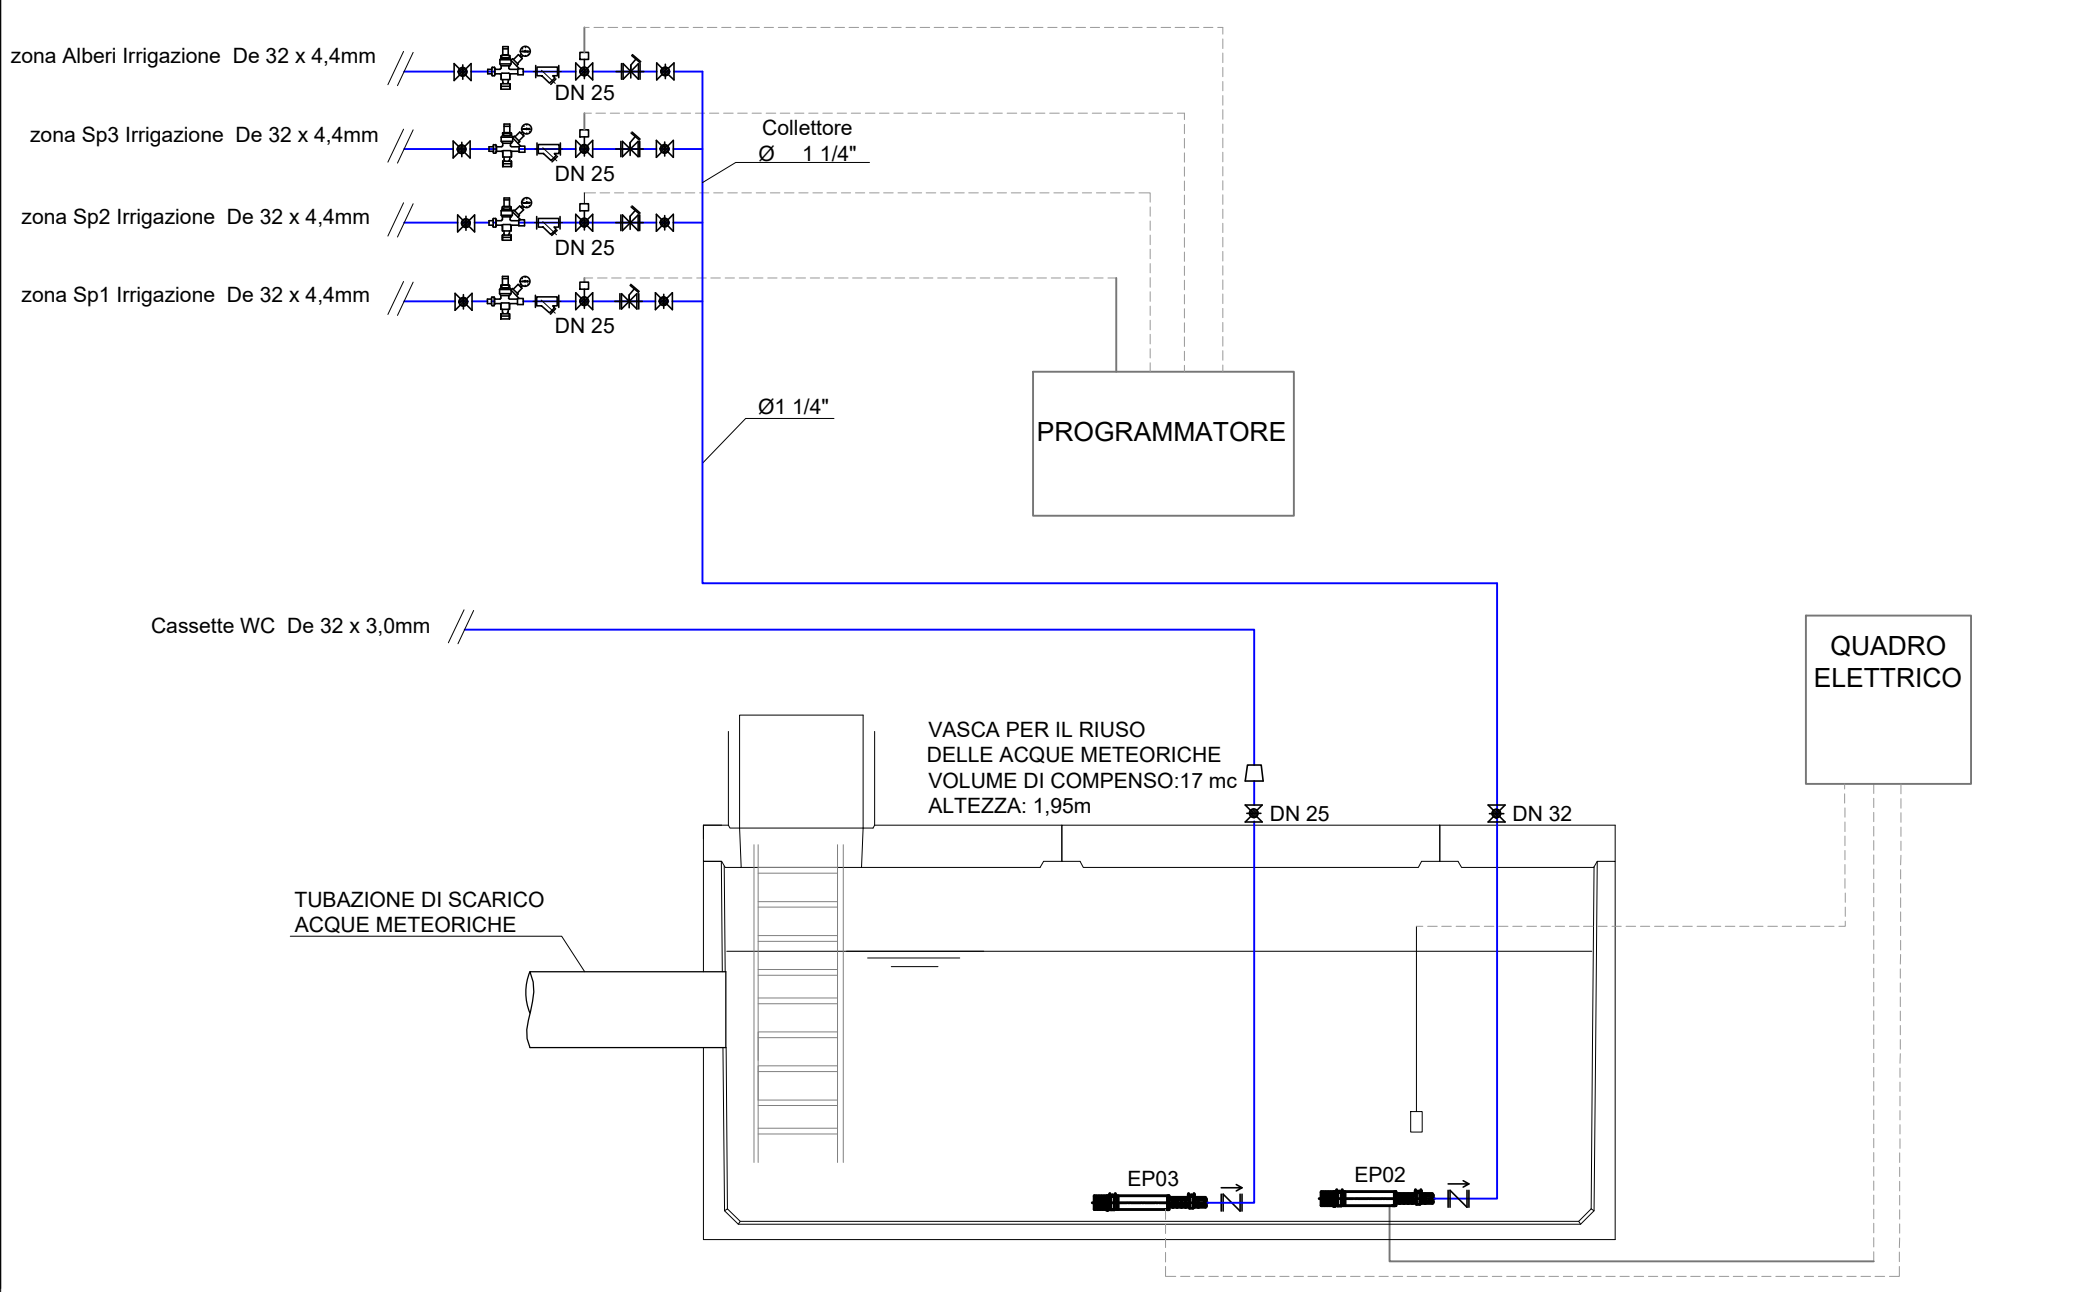 zona Alberi Irrigazione  De 32 x 4,4mm
DN 25
zona Sp3 Irrigazione  De 32 x 4,4mm
DN 25
Collettore
Ø    1 1/4"
zona Sp2 Irrigazione  De 32 x 4,4mm
DN 25
zona Sp1 Irrigazione  De 32 x 4,4mm
DN 25
Ø1 1/4"
PROGRAMMATORE
Cassette WC  De 32 x 3,0mm
QUADRO
ELETTRICO
VASCA PER IL RIUSO
DELLE ACQUE METEORICHE
VOLUME DI COMPENSO:17 mc
ALTEZZA: 1,95m
DN 25
DN 32
TUBAZIONE DI SCARICO
ACQUE METEORICHE
EP03
EP02